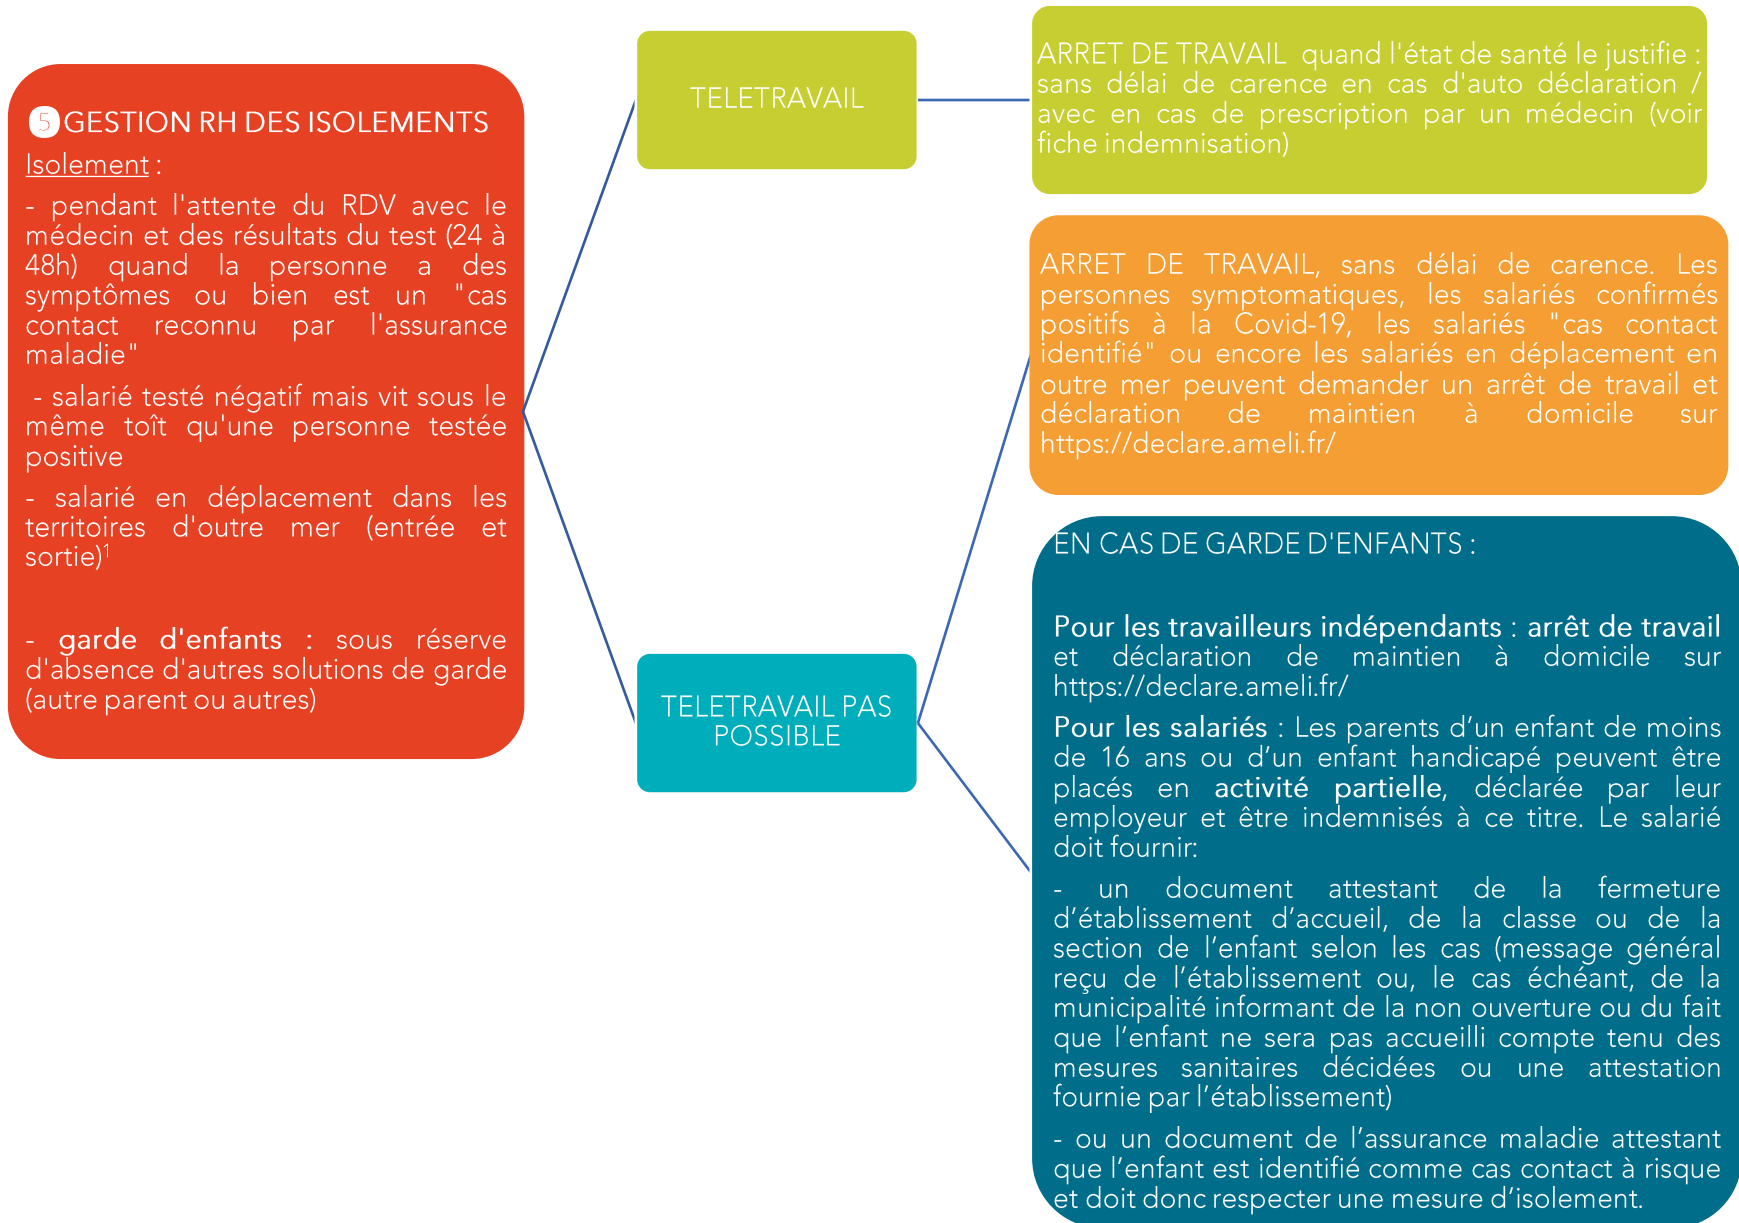 5 GESTION RH DES ISOLEMENTS
Isolement :
- pendant l'attente du RDV avec le
médecin et des résultats du test (24 à
48h) quand la personne a des
symptômes ou bien est un "cas
contact reconnu par l'assurance
maladie"
- salarié testé négatif mais vit sous le
même toît qu'une personne testée
positive
- salarié en déplacement dans les
territoires d'outre mer (entrée et
sortie)1
- garde d'enfants : sous réserve
d'absence d'autres solutions de garde
(autre parent ou autres)
TELETRAVAIL
ARRET DE TRAVAIL quand l'état de santé le justifie :
sans délai de carence en cas d'auto déclaration /
avec en cas de prescription par un médecin (voir
fiche indemnisation)
TELETRAVAIL PAS
POSSIBLE
ARRET DE TRAVAIL, sans délai de carence. Les
personnes symptomatiques, les salariés confirmés
positifs à la Covid-19, les salariés "cas contact
identifié" ou encore les salariés en déplacement en
outre mer peuvent demander un arrêt de travail et
déclaration de maintien à domicile sur
https://declare.ameli.fr/
EN CAS DE GARDE D'ENFANTS :
Pour les travailleurs indépendants : arrêt de travail
et déclaration de maintien à domicile sur
https://declare.ameli.fr/
Pour les salariés : Les parents d’un enfant de moins
de 16 ans ou d’un enfant handicapé peuvent être
placés en activité partielle, déclarée par leur
employeur et être indemnisés à ce titre. Le salarié
doit fournir:
- un document attestant de la fermeture
d’établissement d’accueil, de la classe ou de la
section de l’enfant selon les cas (message général
reçu de l’établissement ou, le cas échéant, de la
municipalité informant de la non ouverture ou du fait
que l’enfant ne sera pas accueilli compte tenu des
mesures sanitaires décidées ou une attestation
fournie par l’établissement)
- ou un document de l’assurance maladie attestant
que l’enfant est identifié comme cas contact à risque
et doit donc respecter une mesure d’isolement.